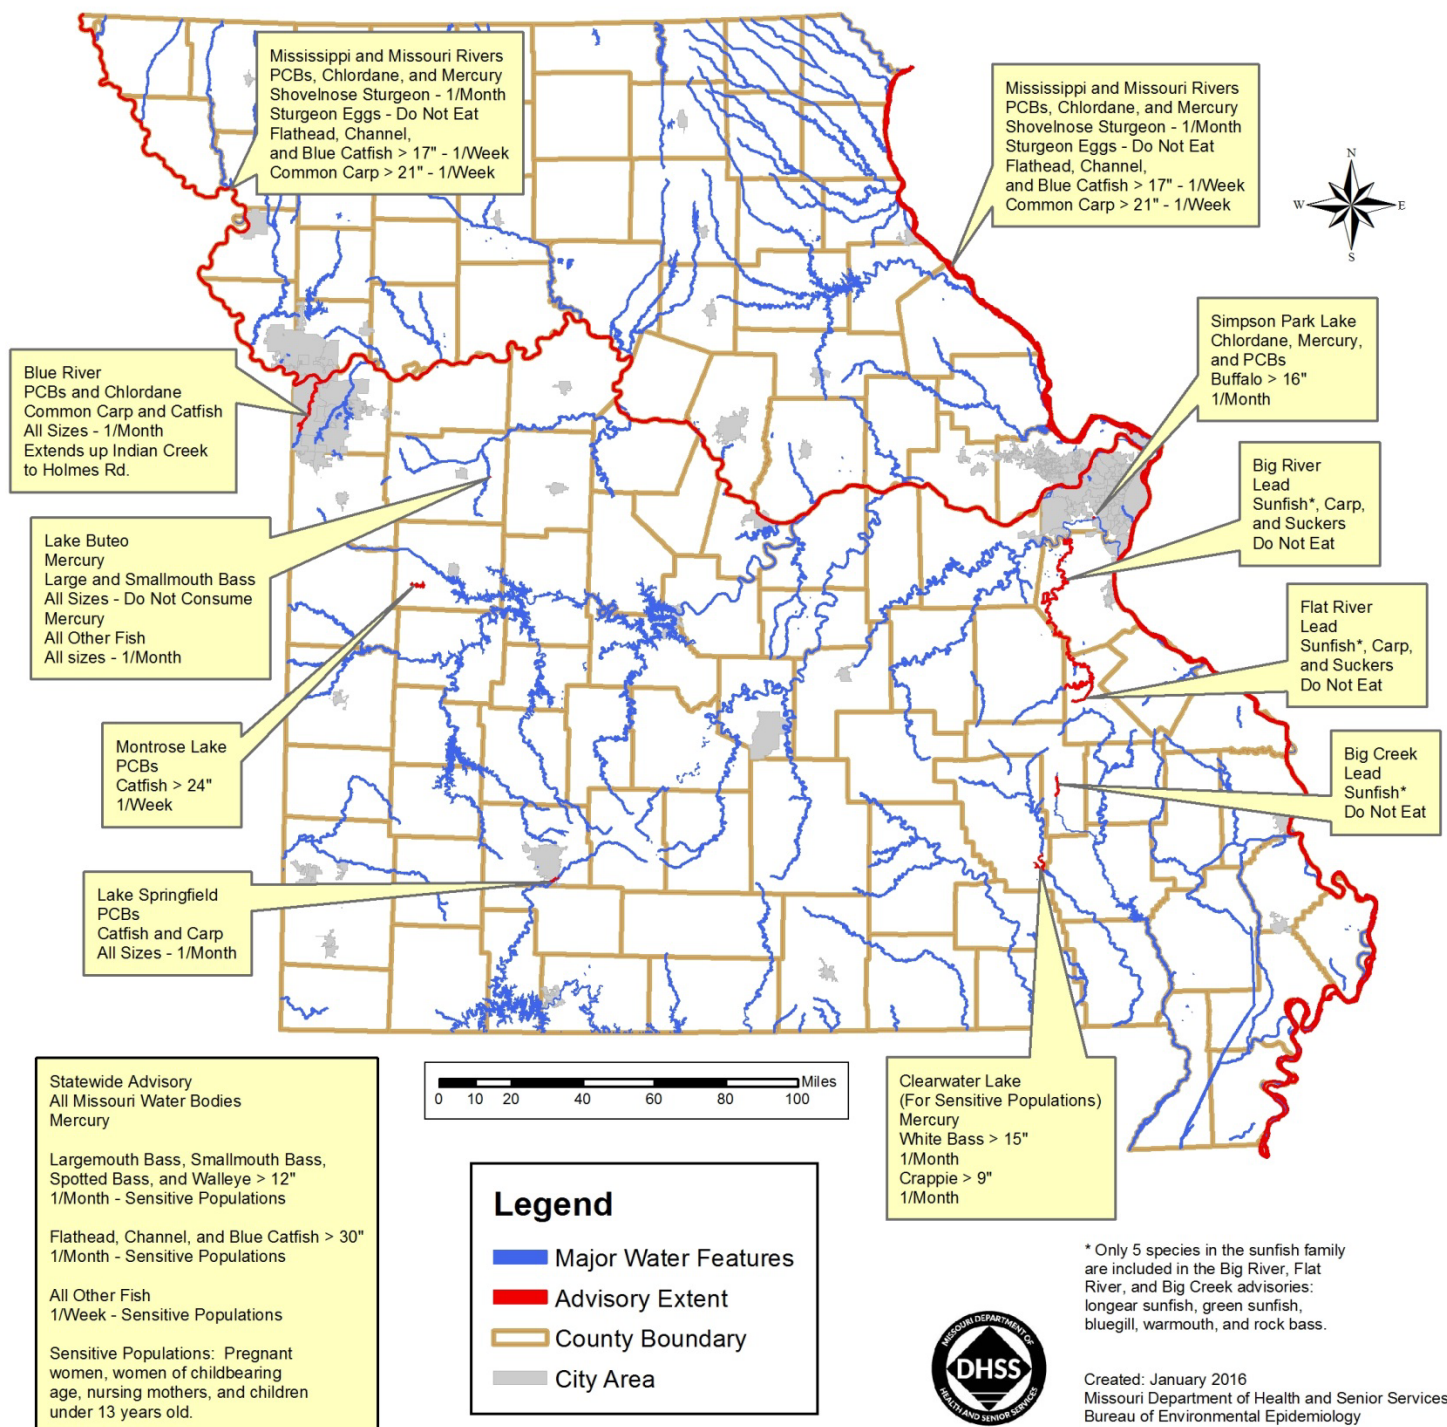 Mississippi and Missouri Rivers
PCBs, Chlordane, and Mercury
Shovelnose Sturgeon - 1/Month
Sturgeon Eggs - Do Not Eat
Flathead, Channel,
and Blue Catfish > 17" - 1/Week
Common Carp > 21" - 1/Week
Mississippi and Missouri Rivers
PCBs, Chlordane, and Mercury
Shovelnose Sturgeon - 1/Month
Sturgeon Eggs - Do Not Eat
Flathead, Channel,
and Blue Catfish > 17" - 1/Week
Common Carp > 21" - 1/Week
N
W
E
S
Simpson Park Lake
Chlordane, Mercury,
and PCBs
Buffalo > 16"
1/Month
Blue River
PCBs and Chlordane
Common Carp and Catfish
All Sizes - 1/Month
Extends up Indian Creek
to Holmes Rd.
Big River
Lead
Sunfish*, Carp,
and Suckers
Do Not Eat
Lake Buteo
Mercury
Large and Smallmouth Bass
All Sizes - Do Not Consume
Mercury
All Other Fish
All sizes - 1/Month
Flat River
Lead
Sunfish*, Carp,
and Suckers
Do Not Eat
Montrose Lake
PCBs
Catfish > 24"
1/Week
Big Creek
Lead
Sunfish*
Do Not Eat
Lake Springfield
PCBs
Catfish and Carp
All Sizes - 1/Month
Clearwater Lake
(For Sensitive Populations)
Mercury
White Bass > 15"
1/Month
Crappie > 9"
1/Month
Statewide Advisory
All Missouri Water Bodies
Mercury
Largemouth Bass, Smallmouth Bass,
Spotted Bass, and Walleye > 12"
1/Month - Sensitive Populations
Flathead, Channel, and Blue Catfish > 30"
1/Month - Sensitive Populations
All Other Fish
1/Week - Sensitive Populations
Sensitive Populations: Pregnant
women, women of childbearing
age, nursing mothers, and children
under 13 years old.
Miles
0 10 20 40 60 80 100
Legend
Major Water Features
Advisory Extent
County Boundary
City Area
* Only 5 species in the sunfish family
are included in the Big River, Flat
River, and Big Creek advisories:
longear sunfish, green sunfish,
bluegill, warmouth, and rock bass.
MISSOURI DEPARTMENT OF
DHSS
HEALTH AND SENIOR SERVICES
Created: January 2016
Missouri Department of Health and Senior Services
Bureau of Environmental Epidemiology